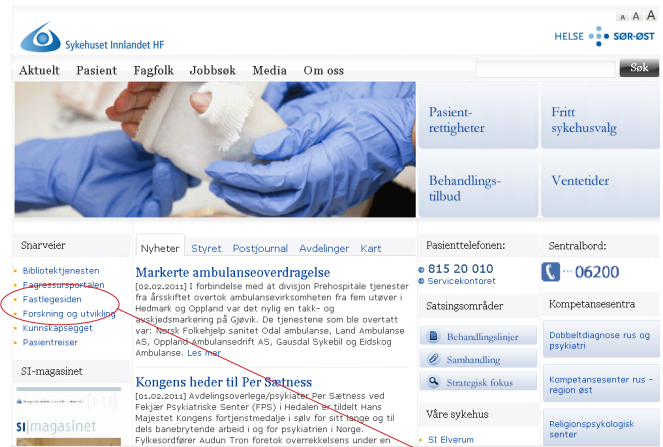 A A A
Sykehuset Innlandet HF
HELSE SØR-ØST
Aktuelt Pasient Fagfolk Jobbsøk Media Om oss
Søk
Pasient-
rettigheter
Fritt
sykehusvalg
Behandlings-
tilbud
Ventetider
Snarveier
Bibliotektjenesten
Fagressursportalen
Fastlegesiden
Forskning og utvikling
Kunnskapsegget
Pasientreiser
SI-magasinet
SI magasinet
Nyheter Styret Postjournal Avdelinger Kart
Markerte ambulanseoverdragelse
[02.02.2011] I forbindelse med at divisjon Prehospitale tjenester
fra årsskiftet overtok ambulansevirksomheten fra fem utøver i
Hedmark og Oppland var det nylig en takk- og
avskjedsmarkering på Gjøvik. De tjenestene som ble overtatt
var: Norsk Folkehjelp sanitet Odal ambulanse, Land Ambulanse
AS, Oppland Ambulansedrift AS, Gausdal Sykebil og Eidskog
Ambulanse. Les mer
Kongens heder til Per Sætness
[01.02.2011] Avdelingsoverlege/psykiater Per Sætness ved
Fekjær Psykiatriske Senter (FPS) i Hedalen er tildelt Hans
Majestet Kongens fortjenstmedalje i sølv for sitt lange og til
dels banebrytende arbeid i og for psykiatrien i Norge.
Fylkesordfører Audun Tron foretok overrekkelsen under en
Pasienttelefonen:
815 20 010
Servicekontoret
Satsingsområder
Behandlingslinjer
Samhandling
Strategisk fokus
Våre sykehus
SI Elverum
Sentralbord:
06200
Kompetansesentra
Dobbeltdiagnose rus og
psykiatri
Kompetansesenter rus -
region øst
Religionspsykologisk
senter